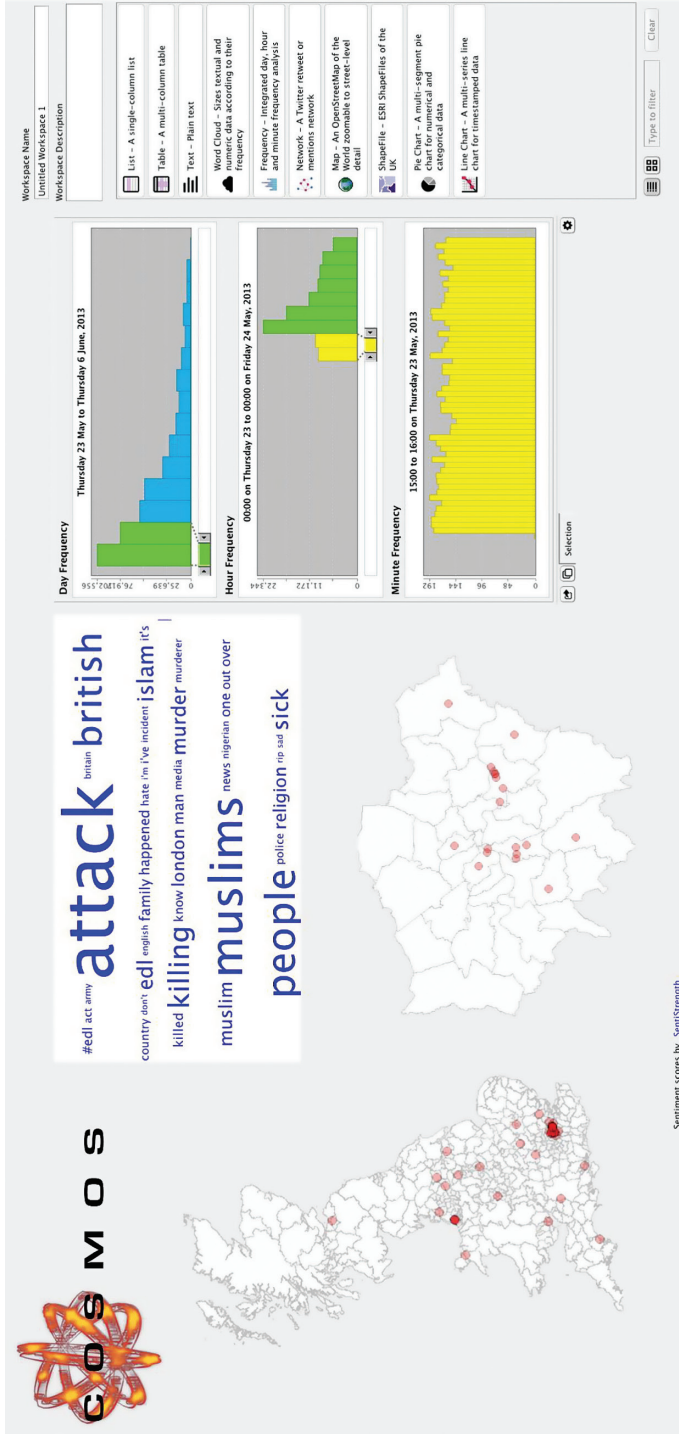 COSMOS
#edl act army attack britain british
country don't edl english family happened hate i'm i've incident islam it's
killed killing know london man media murder murderer
muslim muslims news nigerian one out over
people police religion rip sad sick
Sentiment scores by SentiStrength
Day Frequency
Thursday 23 May to Thursday 6 June, 2013
76,917
25,639
0
Hour Frequency
00:00 on Thursday 23 to 00:00 on Friday 24 May, 2013
22,344
11,172
0
Minute Frequency
15:00 to 16:00 on Thursday 23 May, 2013
192
144
96
48
0
Selection
Workspace Name
Untitled Workspace 1
Workspace Description
List – A single-column list
Table – A multi-column table
Text – Plain text
Word Cloud – Sizes textual and
numeric data according to their
frequency
Frequency – Integrated day, hour
and minute frequency analysis
Network – A Twitter retweet or
mentions network
Map – An OpenStreetMap of the
World zoomable to street-level
detail
ShapeFile – ESRI ShapeFiles of the
UK
Pie Chart – A multi-segment pie
chart for numerical and
categorical data
Line Chart – A multi-series line
chart for timestamped data
Type to filter
Clear